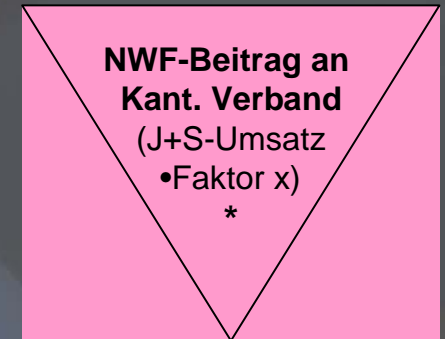 NWF-Beitrag an
Kant. Verband
(J+S-Umsatz
•Faktor x)
*